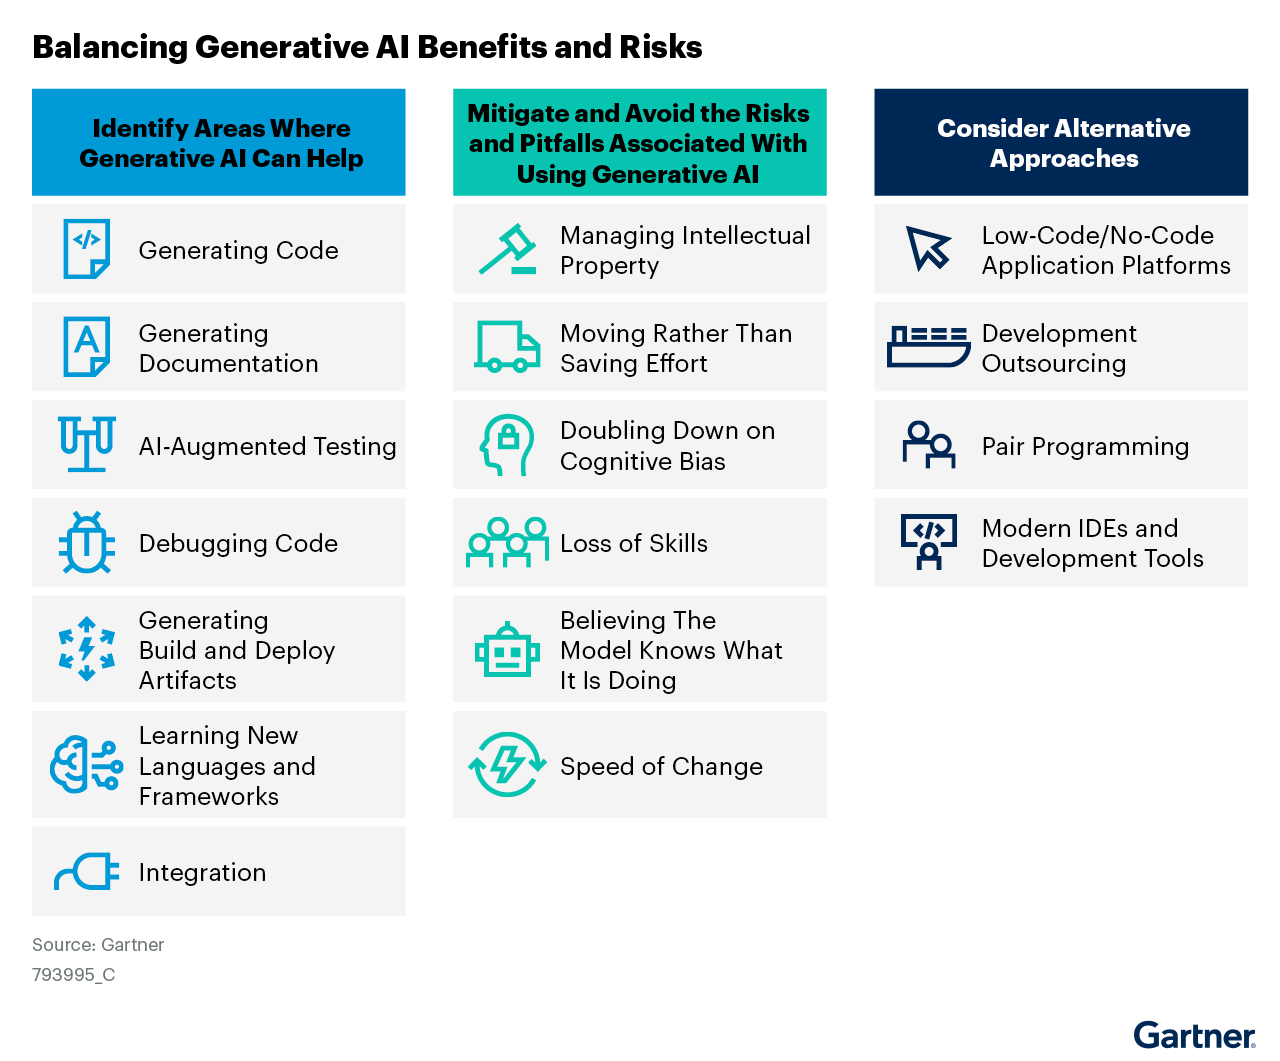 Balancing Generative AI Benefits and Risks
Identify Areas Where
Generative AI Can Help
Generating Code
Generating
Documentation
AI-Augmented Testing
Debugging Code
Generating
Build and Deploy
Artifacts
Learning New
Languages and
Frameworks
Integration
Mitigate and Avoid the Risks
and Pitfalls Associated With
Using Generative AI
Managing Intellectual
Property
Moving Rather Than
Saving Effort
Doubling Down on
Cognitive Bias
Loss of Skills
Believing The
Model Knows What
It Is Doing
Speed of Change
Consider Alternative
Approaches
Low-Code/No-Code
Application Platforms
Development
Outsourcing
Pair Programming
Modern IDEs and
Development Tools
Source: Gartner
793995_C
Gartner®